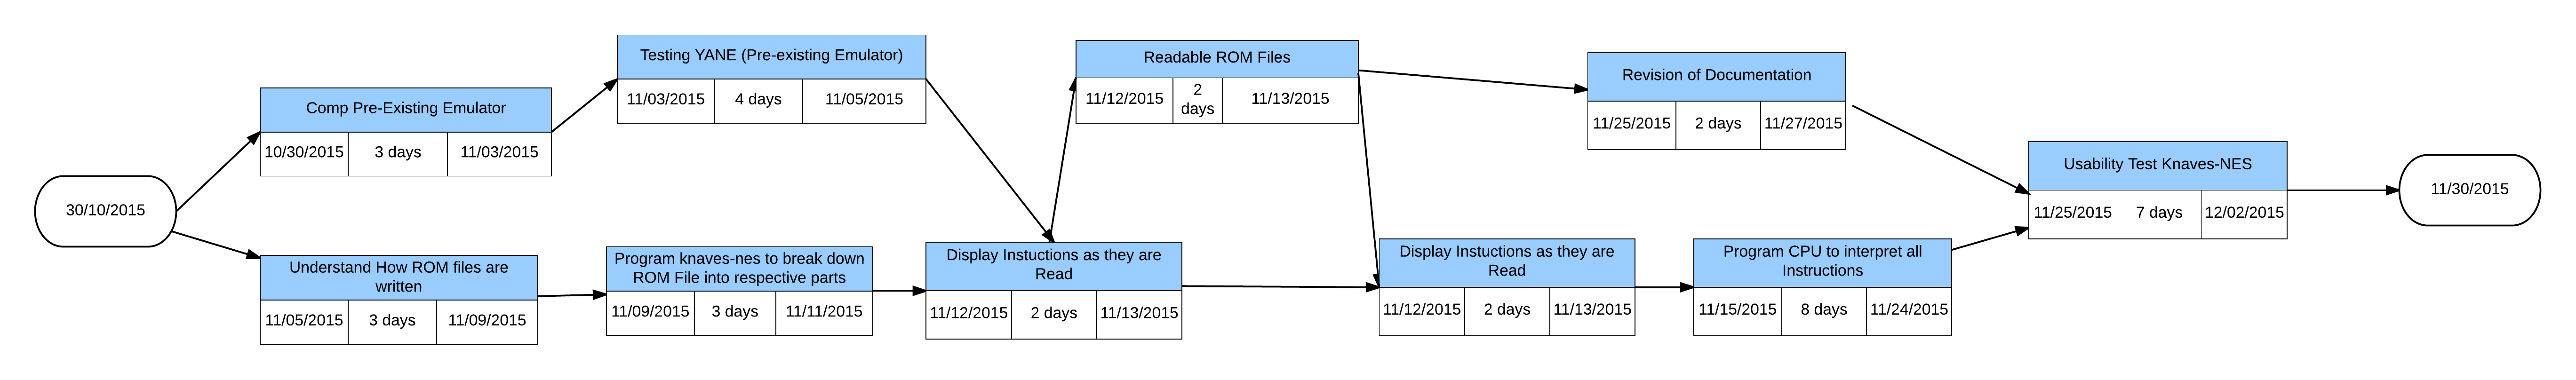 30/10/2015
Comp Pre-Existing Emulator
10/30/2015 3 days 11/03/2015
Testing YANE (Pre-existing Emulator)
11/03/2015 4 days 11/05/2015
Understand How ROM files are
written
11/05/2015 3 days 11/09/2015
Program knaves-nes to break down
ROM File into respective parts
11/09/2015 3 days 11/11/2015
Display Instuctions as they are
Read
11/12/2015 2 days 11/13/2015
Readable ROM Files
11/12/2015 2
days 11/13/2015
Display Instuctions as they are
Read
11/12/2015 2 days 11/13/2015
Revision of Documentation
11/25/2015 2 days 11/27/2015
Program CPU to interpret all
Instructions
11/15/2015 8 days 11/24/2015
Usability Test Knaves-NES
11/25/2015 7 days 12/02/2015
11/30/2015